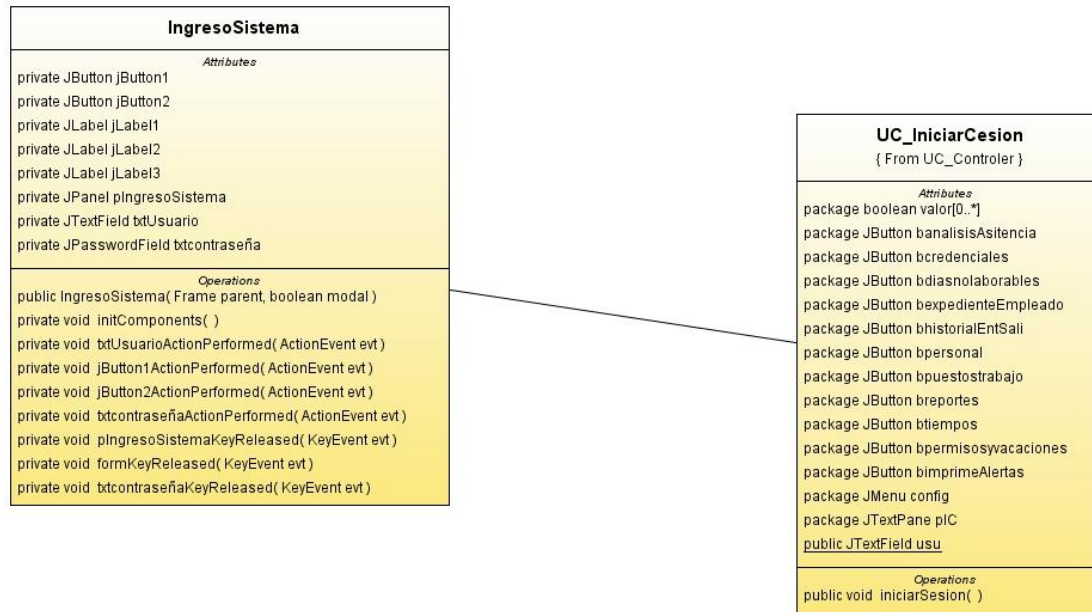 IngresoSistema
Attributes
private JButton jButton1
private JButton jButton2
private JLabel jLabel1
private JLabel jLabel2
private JLabel jLabel3
private JPanel pIngresoSistema
private JTextField txtUsuario
private JPasswordField txtcontraseña
Operations
public IngresoSistema( Frame parent, boolean modal )
private void initComponents( )
private void txtUsuarioActionPerformed( ActionEvent evt )
private void jButton1ActionPerformed( ActionEvent evt )
private void jButton2ActionPerformed( ActionEvent evt )
private void txtcontraseñaActionPerformed( ActionEvent evt )
private void pIngresoSistemaKeyReleased( KeyEvent evt )
private void formKeyReleased( KeyEvent evt )
private void txtcontraseñaKeyReleased( KeyEvent evt )
UC_IniciarCesion
{ From UC_Controler }
Attributes
package boolean valor[0..*]
package JButton banalisisAsitencia
package JButton bcredenciales
package JButton bdiasnolaborables
package JButton bexpedienteEmpleado
package JButton bhistorialEntSali
package JButton bpersonal
package JButton bpuestostrabajo
package JButton breportes
package JButton btiempos
package JButton bpermisosyvacaciones
package JButton bimprimeAlertas
package JMenu config
package JTextPane pIC
public JTextField usu
Operations
public void iniciarSesion( )